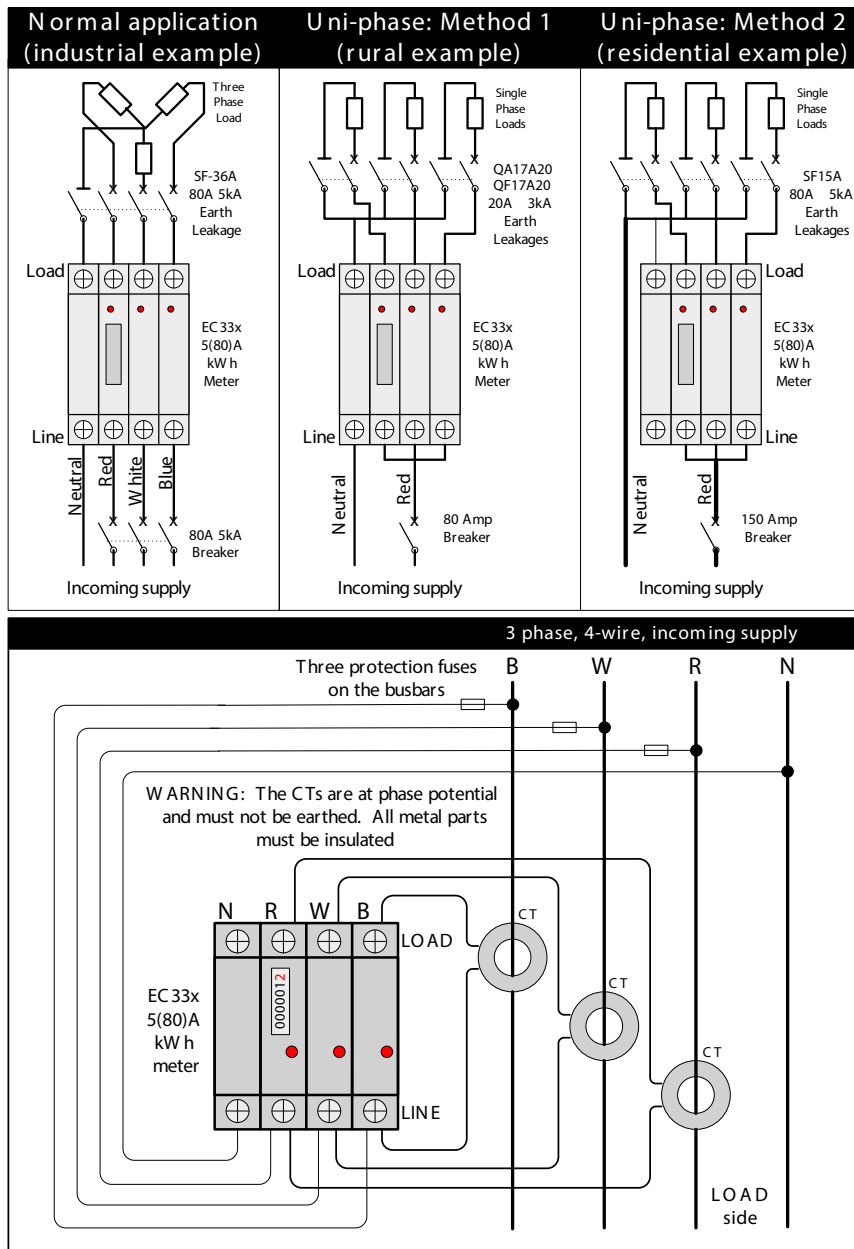 Normal application
(industrial example)
Three
Phase
Load
SF-36A
80A 5kA
Earth
Leakage
Load
EC33x
5(80)A
kWh
Meter
Line
Neutral
Red
White
Blue
80A 5kA
Breaker
Incoming supply
Uni-phase: Method 1
(rural example)
Single
Phase
Loads
QA17A20
QF17A20
20A 3kA
Earth
Leakages
EC33x
5(80)A
kWh
Meter
Neutral
Red
80 Amp
Breaker
Incoming supply
Uni-phase: Method 2
(residential example)
Single
Phase
Loads
SF15A
80A 5kA
Earth
Leakages
Load
EC33x
5(80)A
kWh
Meter
Line
Neutral
Red
150 Amp
Breaker
Incoming supply
3 phase, 4-wire, incoming supply
Three protection fuses
on the busbars
B W R N
WARNING: The CTs are at phase potential
and must not be earthed. All metal parts
must be insulated
N R W B
LOAD
CT
CT
CT
EC33x
5(80)A
kWh
meter
0000012
LINE
LOAD
side